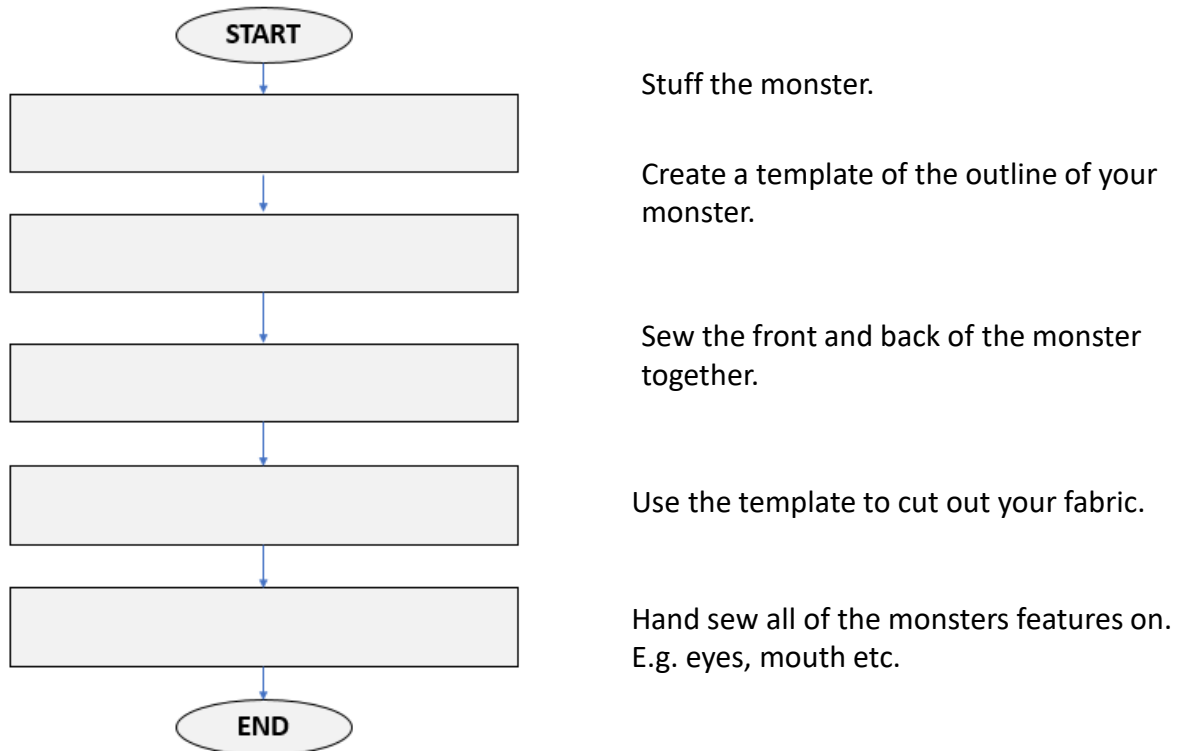 START
Stuff the monster.
Create a template of the outline of your
monster.
Sew the front and back of the monster
together.
Use the template to cut out your fabric.
Hand sew all of the monsters features on.
E.g. eyes, mouth etc.
END